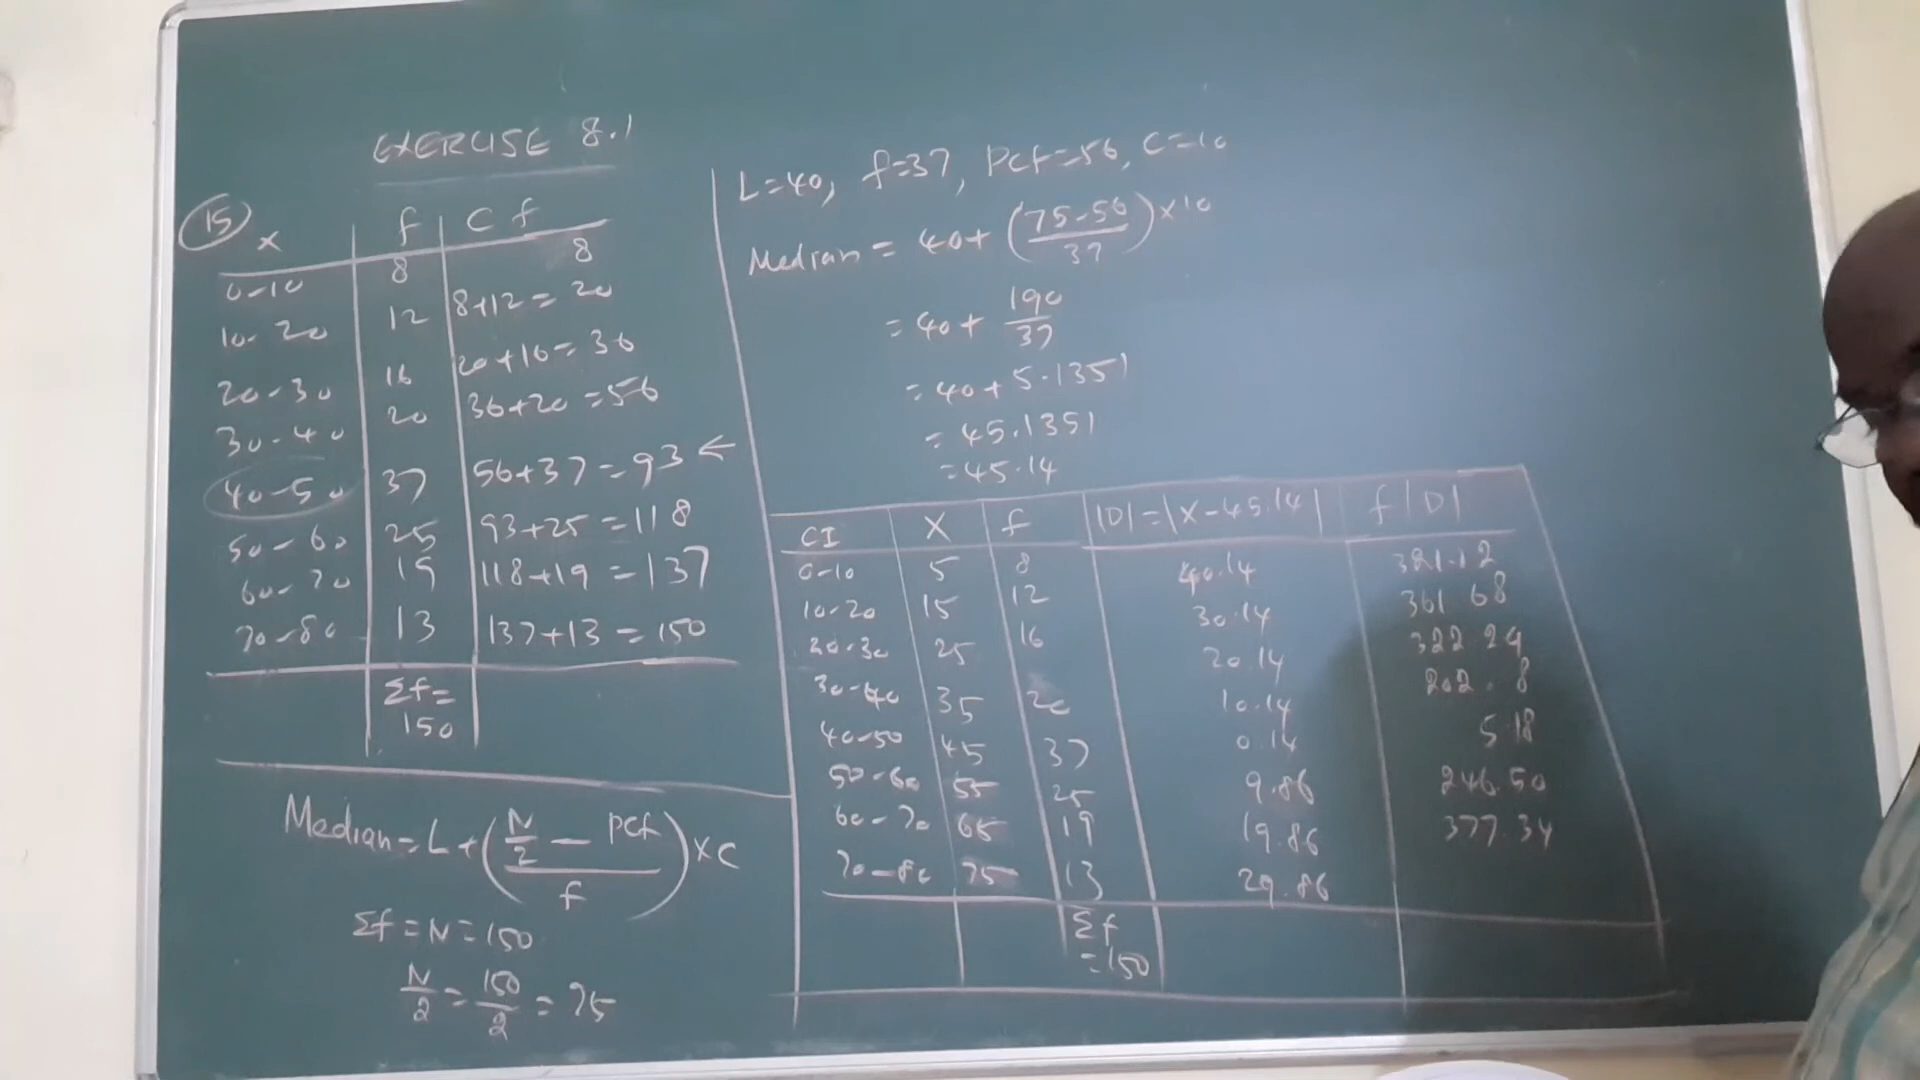 EXERCISE 8.1
15
x f Cf
0-10 8 8
10-20 12 8+12=20
20-30 16 20+16=36
30-40 20 36+20=56
40-50 37 56+37=93 ←
50-60 25 93+25=118
60-70 19 118+19=137
70-80 13 137+13=150
Σf=
150
Median=L+(N/2 - Pcf / f)×C
Σf=N=150
N/2=150/2=75
L=40, f=37, Pcf=56, C=10
Median=40+(75-56/37)×10
=40+190/37
=40+5.1351
=45.1351
=45.14
CI X f |D|=|X-45.14| f|D|
0-10 5 8 40.14 321.12
10-20 15 12 30.14 361.68
20-30 25 16 20.14 322.24
30-40 35 20 10.14 202.8
40-50 45 37 0.14 5.18
50-60 55 25 9.86 246.50
60-70 65 19 19.86 377.34
70-80 75 13 29.86
Σf
=150